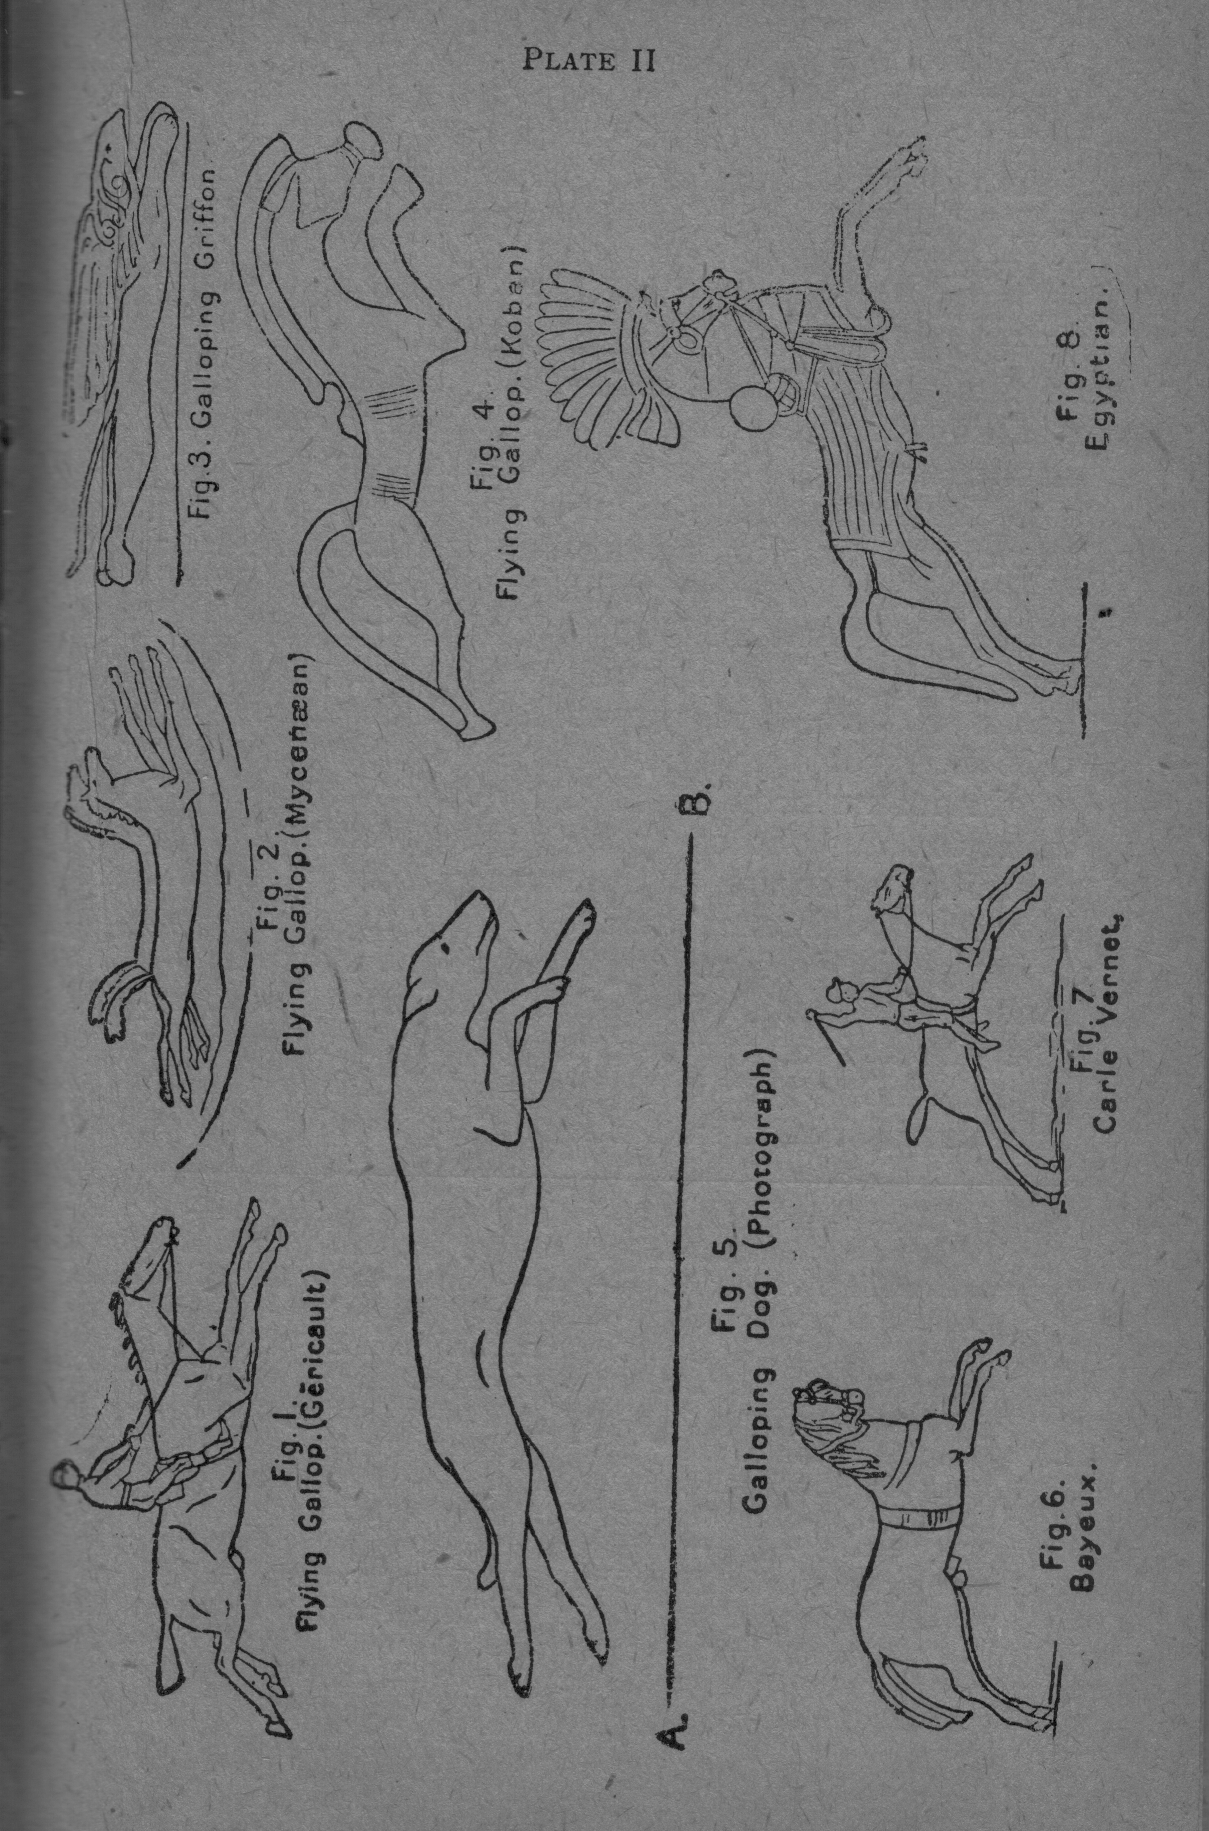 PLATE II
Fig. 1.
Flying Gallop. (Gëricault)
Fig. 2.
Flying Gallop. (Mycenæan)
Fig. 3. Galloping Griffon.
Fig. 4.
Flying Gallop. (Koban)
A. B.
Fig. 5.
Galloping Dog. (Photograph)
Fig. 6.
Bayeux.
Fig. 7
Carle Vernet,
Fig. 8.
Egyptian.